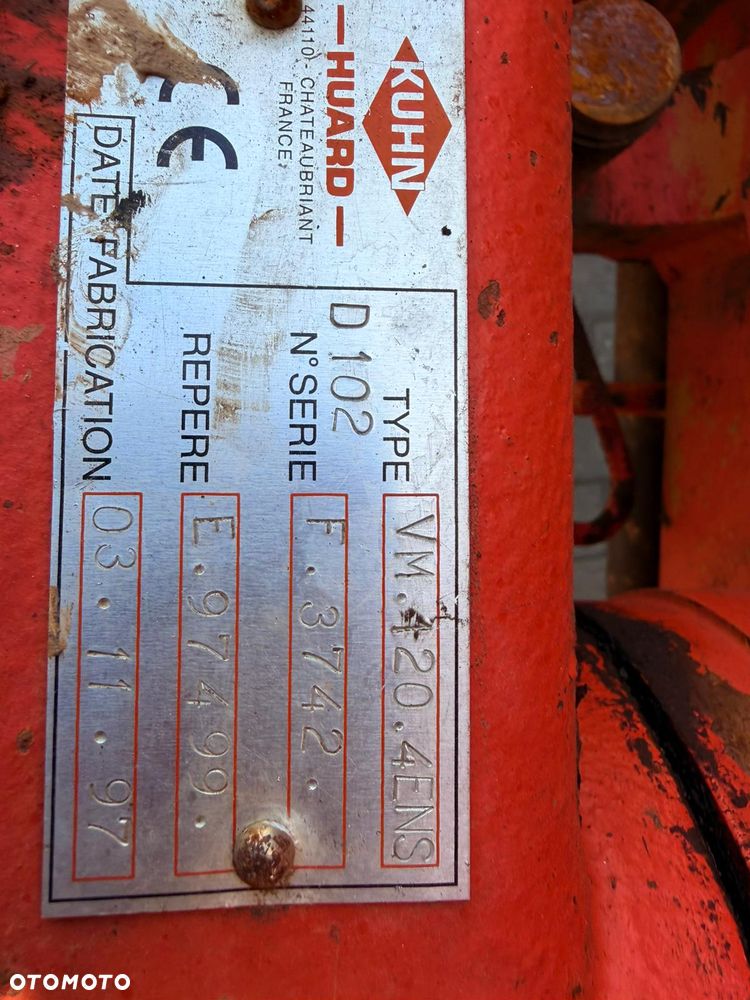 KUHN
- HUARD -
44110 - CHATEAUBRIANT
FRANCE
CE
TYPE VM.120.4ENS
D102
N° SERIE F.3742.
REPERE E.97499.
DATE FABRICATION 03.11.97
OTOMOTO